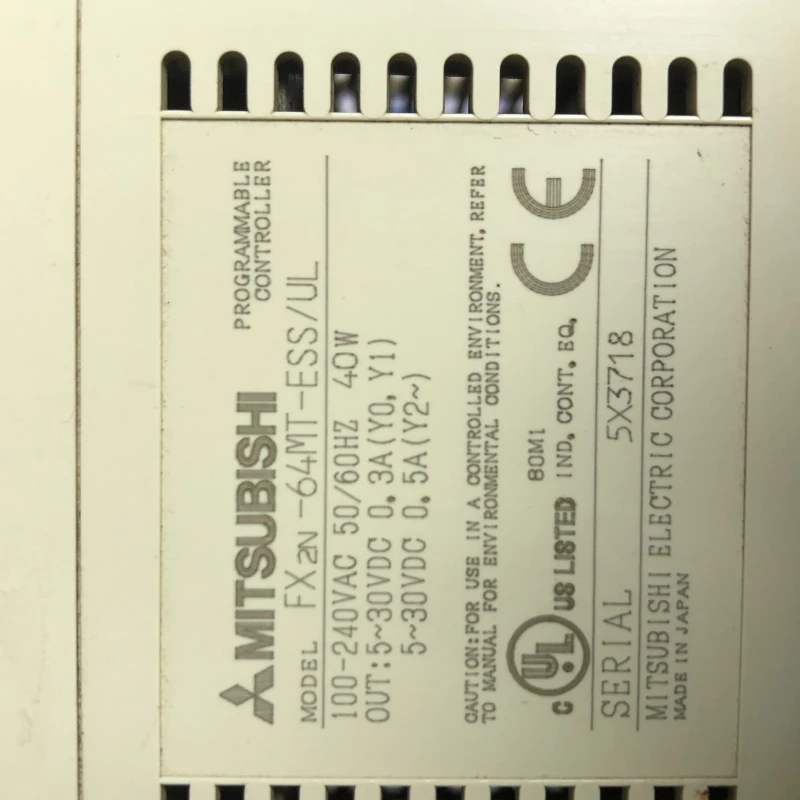 MITSUBISHI
PROGRAMMABLE
CONTROLLER
MODEL FX2N-64MT-ESS/UL
100-240VAC 50/60HZ 40W
OUT:5~30VDC 0.3A(Y0, Y1)
5~30VDC 0.5A(Y2~)
CAUTION:FOR USE IN A CONTROLLED ENVIRONMENT, REFER
TO MANUAL FOR ENVIRONMENTAL CONDITIONS.
80M1
C UL US LISTED IND. CONT. EQ. CE
SERIAL 5X3718
MITSUBISHI ELECTRIC CORPORATION
MADE IN JAPAN